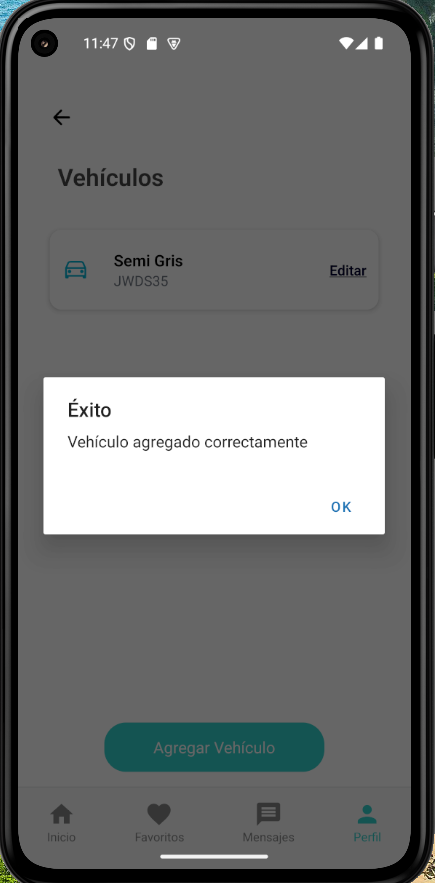 11:47
Vehículos
Semi Gris
JWDS35
Editar
Éxito
Vehículo agregado correctamente
OK
Agregar Vehículo
Inicio
Favoritos
Mensajes
Perfil